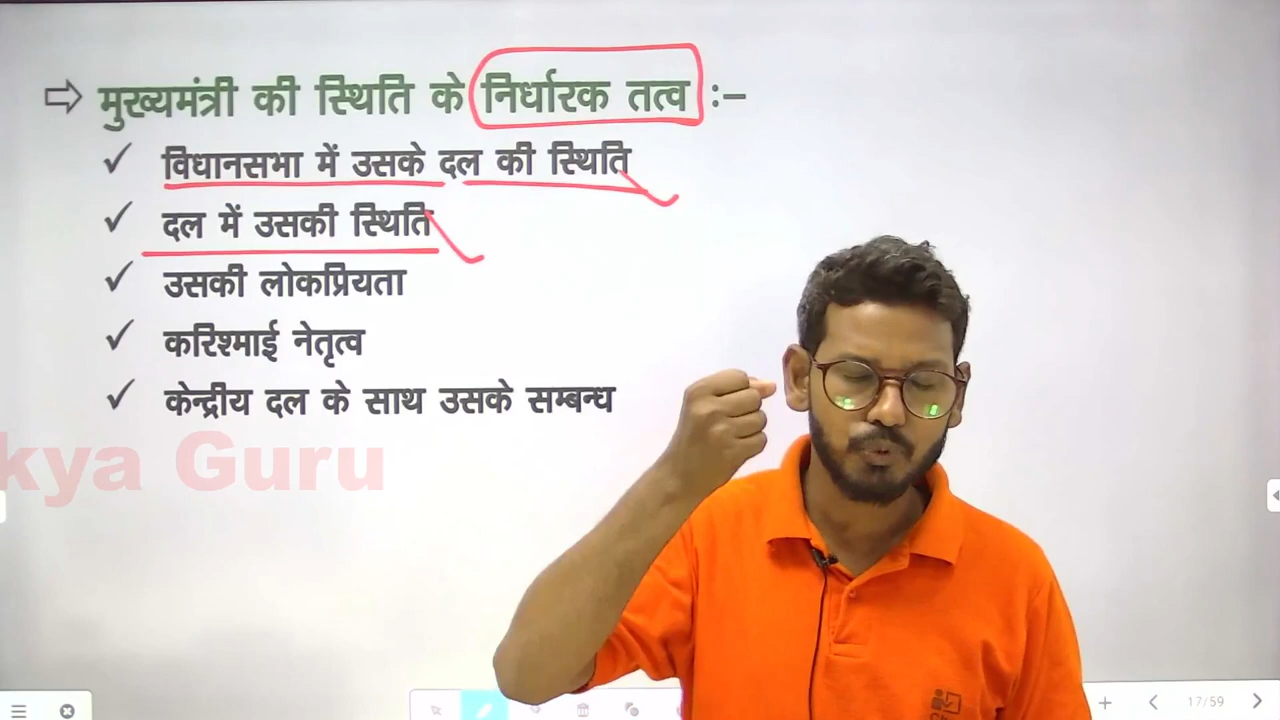 मुख्यमंत्री की स्थिति के निर्धारक तत्व :–
विधानसभा में उसके दल की स्थिति
दल में उसकी स्थिति
उसकी लोकप्रियता
करिश्माई नेतृत्व
केन्द्रीय दल के साथ उसके सम्बन्ध
kya Guru
17/59